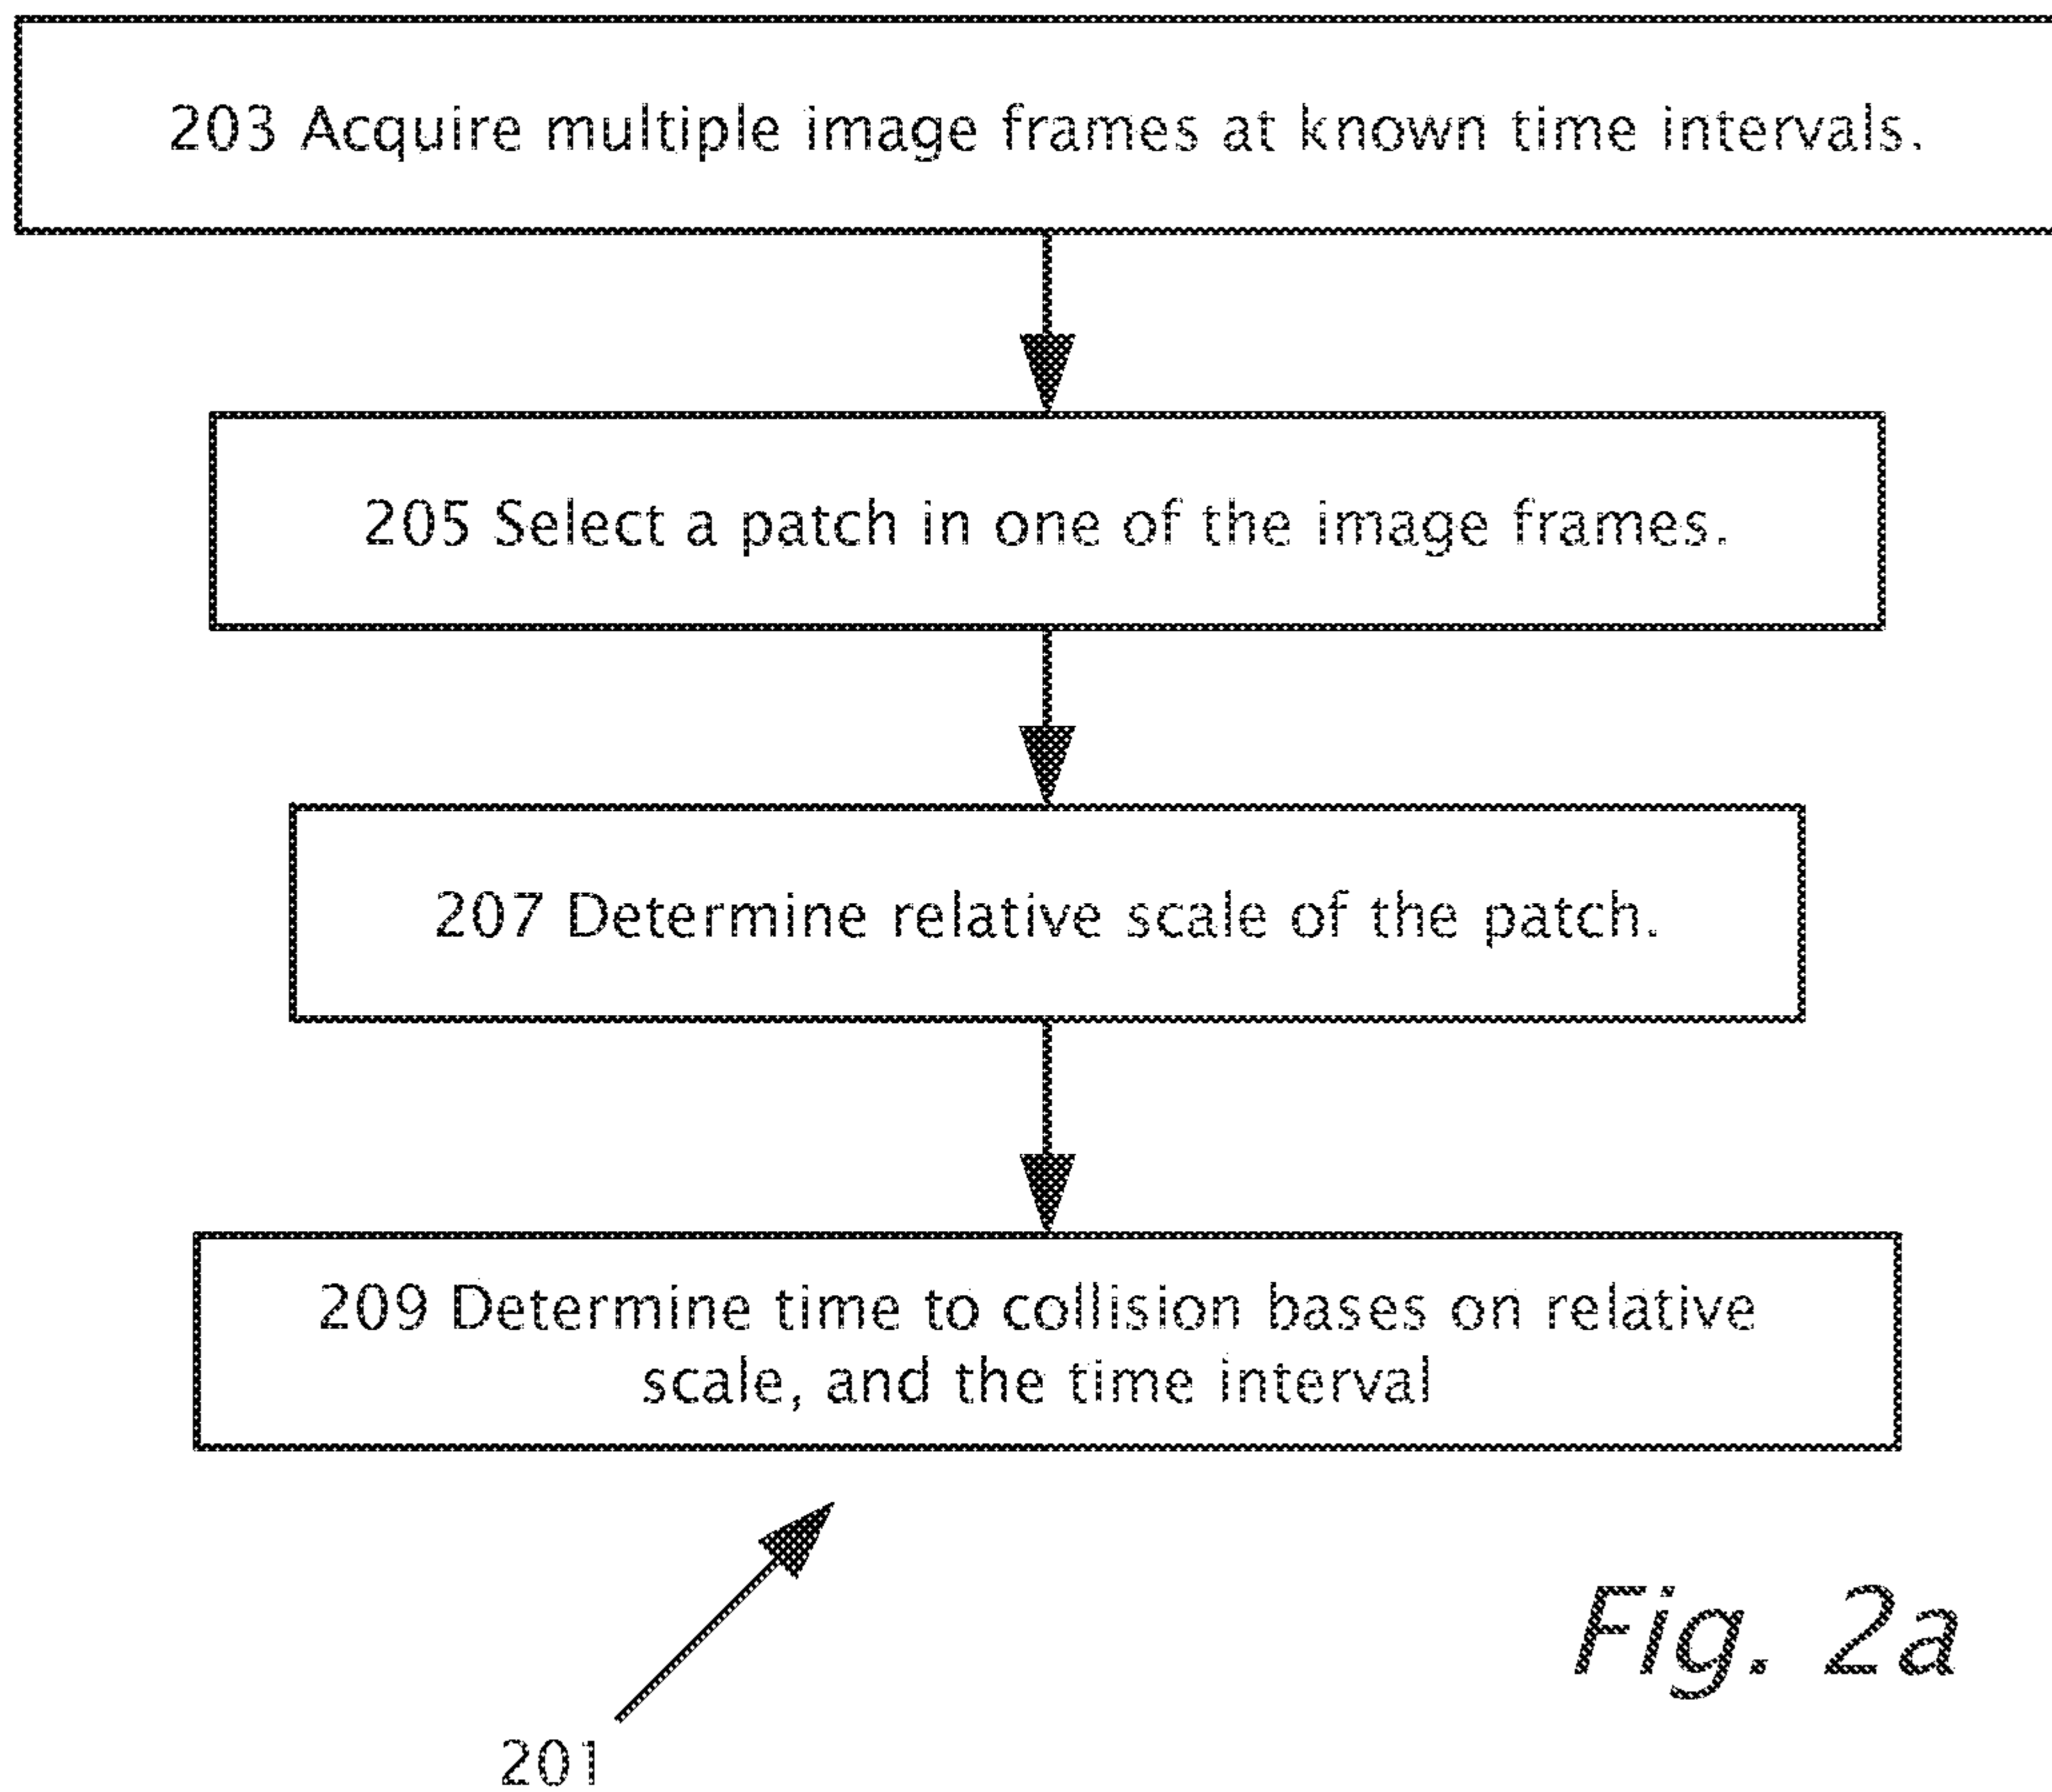 203 Acquire multiple image frames at known time intervals.
205 Select a patch in one of the image frames.
207 Determine relative scale of the patch.
209 Determine time to collision bases on relative
scale, and the time interval
201
Fig. 2a